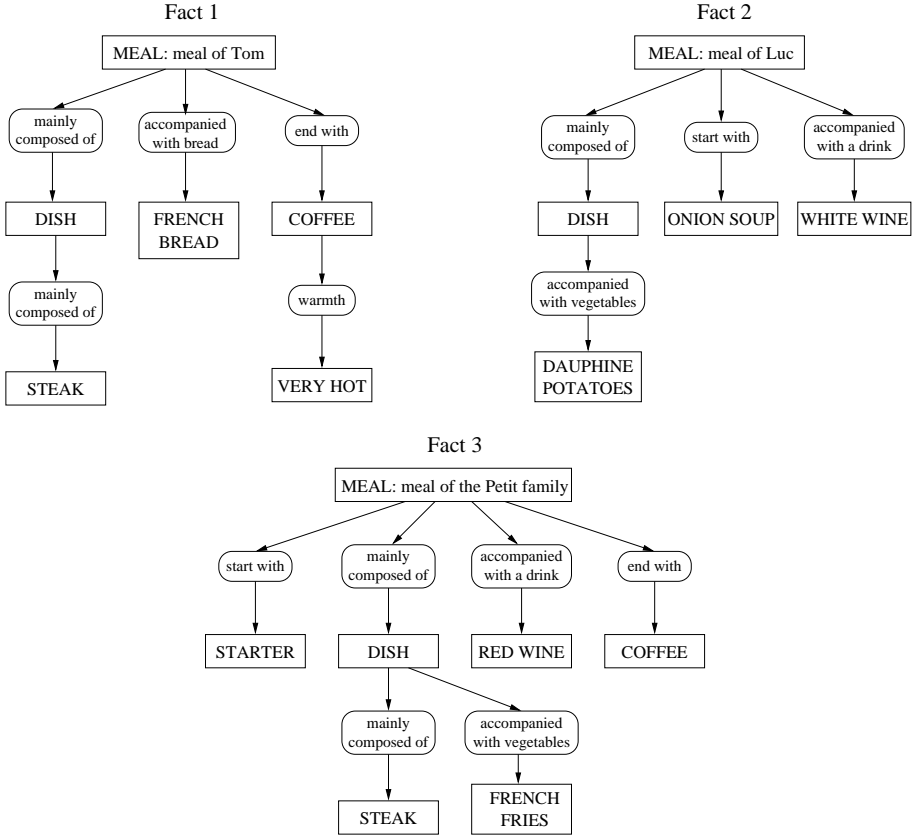 Fact 1
MEAL: meal of Tom
mainly
composed of
accompanied
with bread
end with
DISH
FRENCH
BREAD
COFFEE
mainly
composed of
warmth
STEAK
VERY HOT
Fact 2
MEAL: meal of Luc
mainly
composed of
start with
accompanied
with a drink
DISH
ONION SOUP
WHITE WINE
accompanied
with vegetables
DAUPHINE
POTATOES
Fact 3
MEAL: meal of the Petit family
start with
mainly
composed of
accompanied
with a drink
end with
STARTER
DISH
RED WINE
COFFEE
mainly
composed of
accompanied
with vegetables
STEAK
FRENCH
FRIES